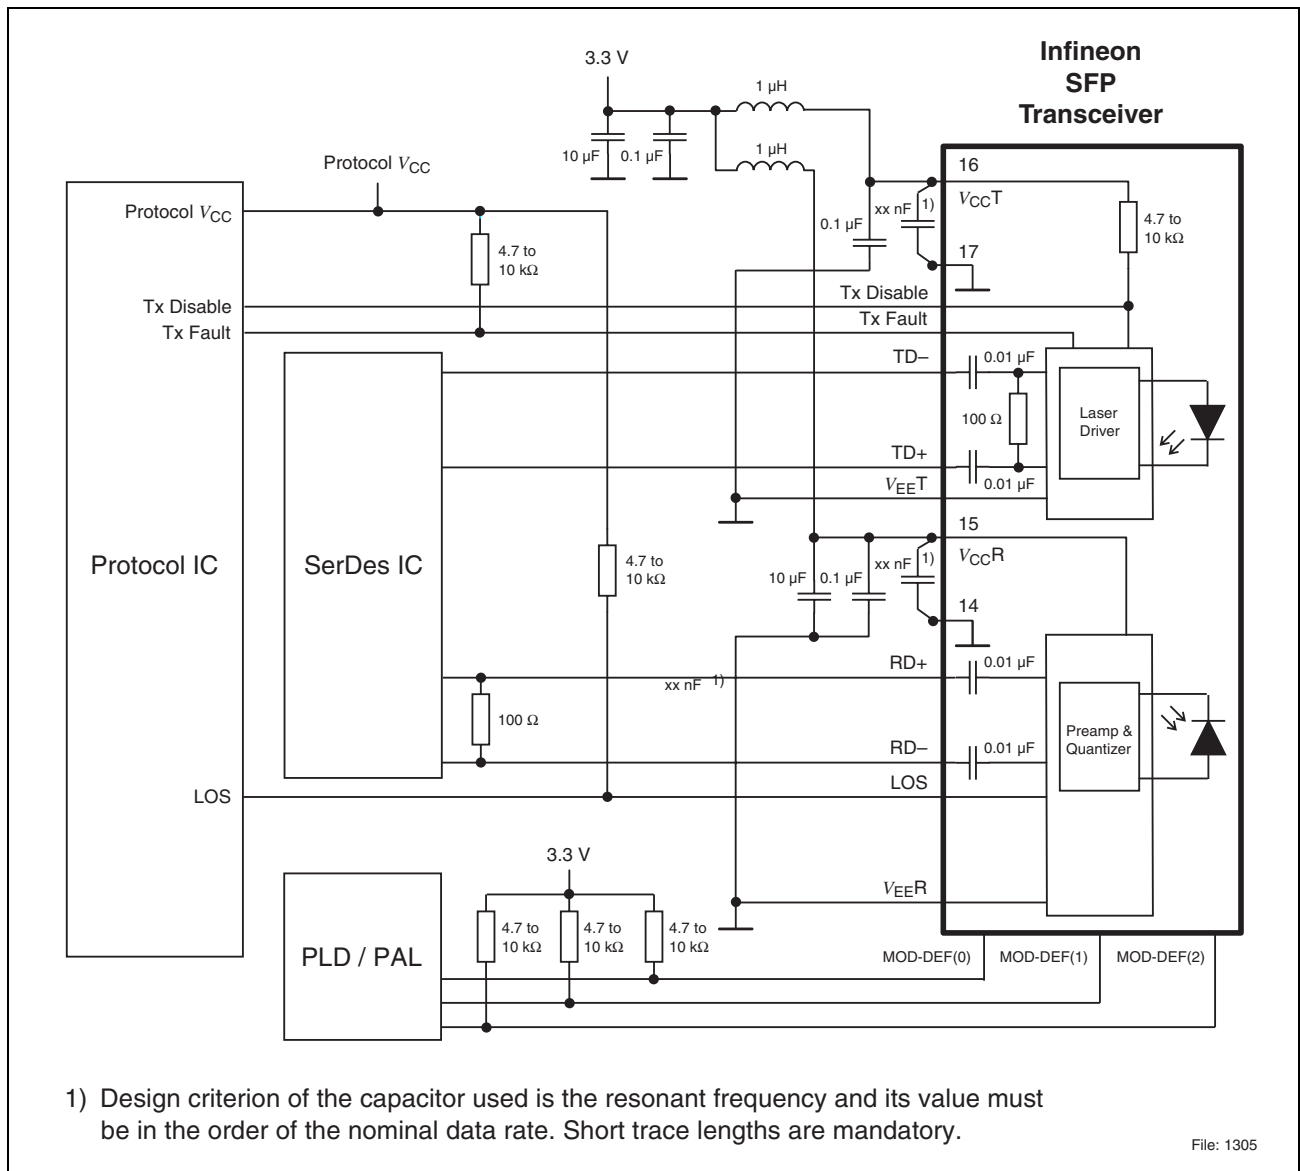 Infineon
SFP
Transceiver
3.3 V
1 µH
10 µF
0.1 µF
1 µH
Protocol VCC
16
VCCT
Protocol VCC
xx nF
1)
0.1 µF
4.7 to
10 kΩ
4.7 to
10 kΩ
17
Tx Disable
Tx Disable
Tx Fault
Tx Fault
TD–
0.01 µF
100 Ω
Laser
Driver
TD+
0.01 µF
VEET
15
VCCR
Protocol IC
SerDes IC
4.7 to
10 kΩ
10 µF
0.1 µF
xx nF
1)
14
RD+
0.01 µF
xx nF 1)
100 Ω
Preamp &
Quantizer
RD–
0.01 µF
LOS
LOS
3.3 V
VEER
4.7 to
10 kΩ
4.7 to
10 kΩ
4.7 to
10 kΩ
PLD / PAL
MOD-DEF(0)
MOD-DEF(1)
MOD-DEF(2)
1) Design criterion of the capacitor used is the resonant frequency and its value must
be in the order of the nominal data rate. Short trace lengths are mandatory.
File: 1305